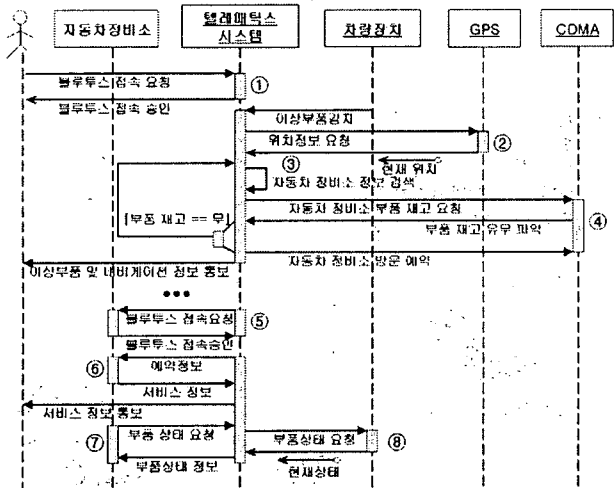 자동차정비소
텔레매틱스
시스템
차량장치
GPS
CDMA
블루투스 접속 요청
①
블루투스 접속 승인
이상부품감지
위치정보 요청
②
③
현재 위치
자동차 정비소 정보 검색
자동차 정비소 부품 재고 요청
[부품 재고 == 무]
부품 재고 유무 파악
④
이상부품 및 내비게이션 정보 통보
자동차 정비소 방문 예약
•••
블루투스 접속요청
⑤
블루투스 접속승인
⑥
예약정보
서비스 정보
서비스 정보 통보
⑦
부품 상태 요청
부품상태 요청
⑧
부품상태 정보
현재상태